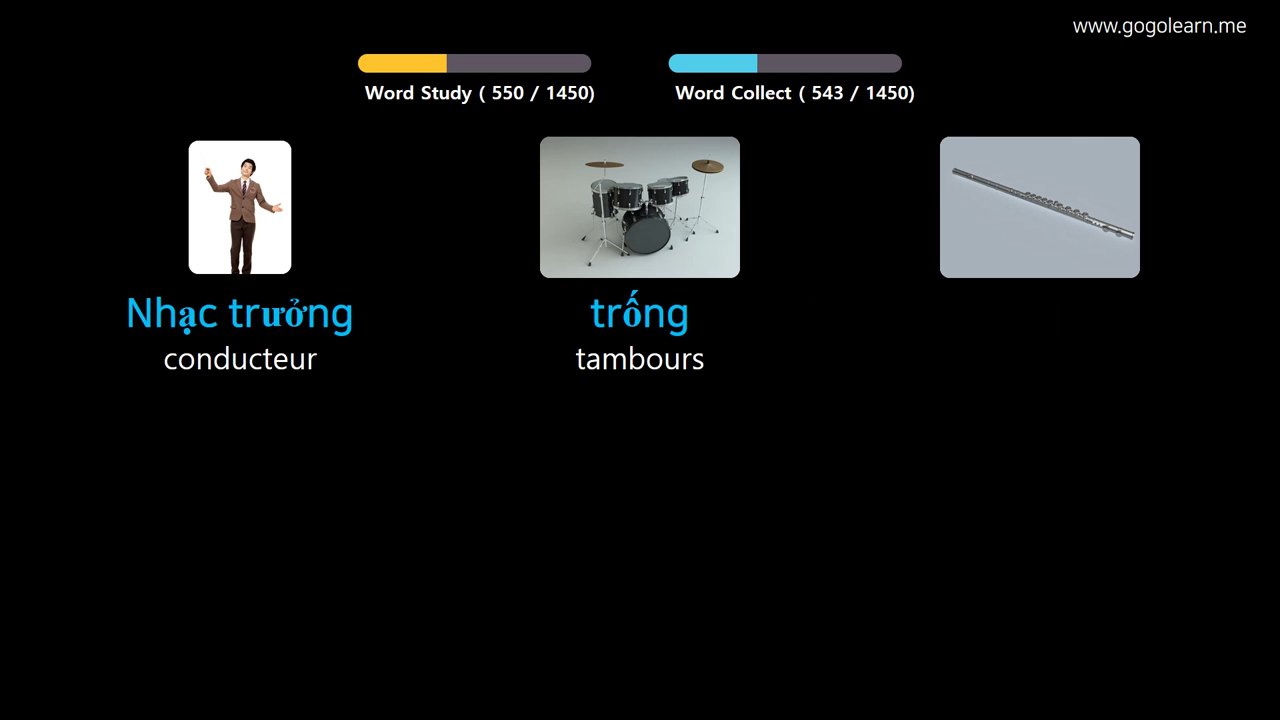 www.gogolearn.me
Word Study ( 550 / 1450)
Word Collect ( 543 / 1450)
Nhạc trưởng
conducteur
trống
tambours